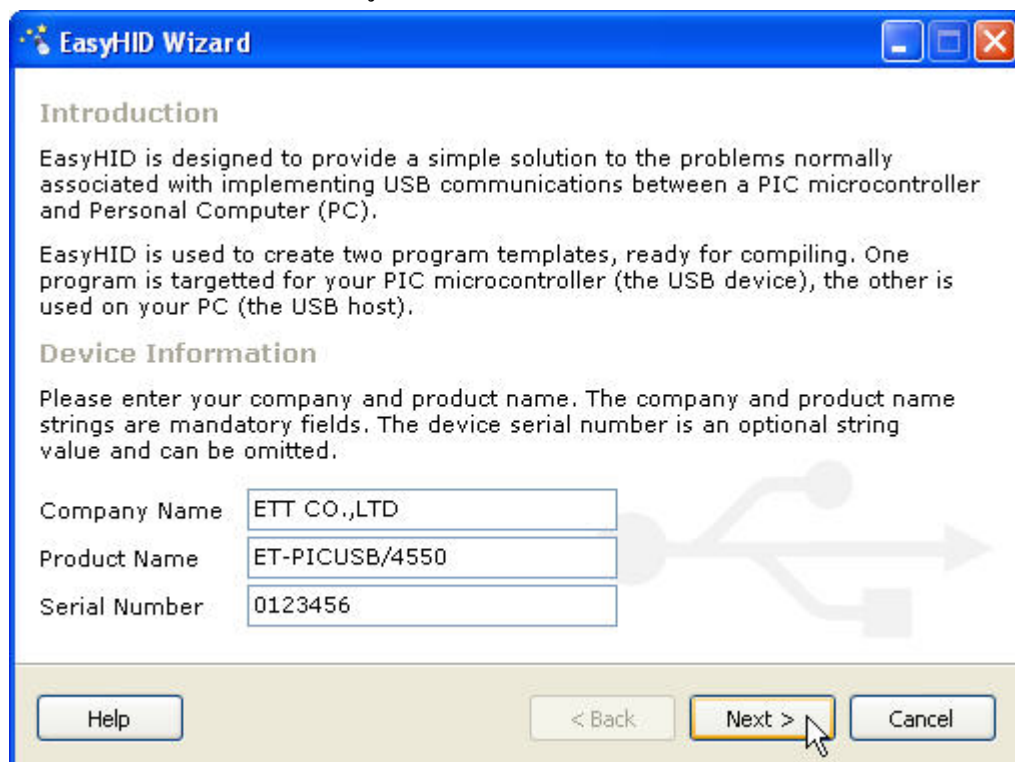 EasyHID Wizard
Introduction
EasyHID is designed to provide a simple solution to the problems normally
associated with implementing USB communications between a PIC microcontroller
and Personal Computer (PC).
EasyHID is used to create two program templates, ready for compiling. One
program is targetted for your PIC microcontroller (the USB device), the other is
used on your PC (the USB host).
Device Information
Please enter your company and product name. The company and product name
strings are mandatory fields. The device serial number is an optional string
value and can be omitted.
Company Name ETT CO.,LTD
Product Name ET-PICUSB/4550
Serial Number 0123456
Help < Back Next > Cancel